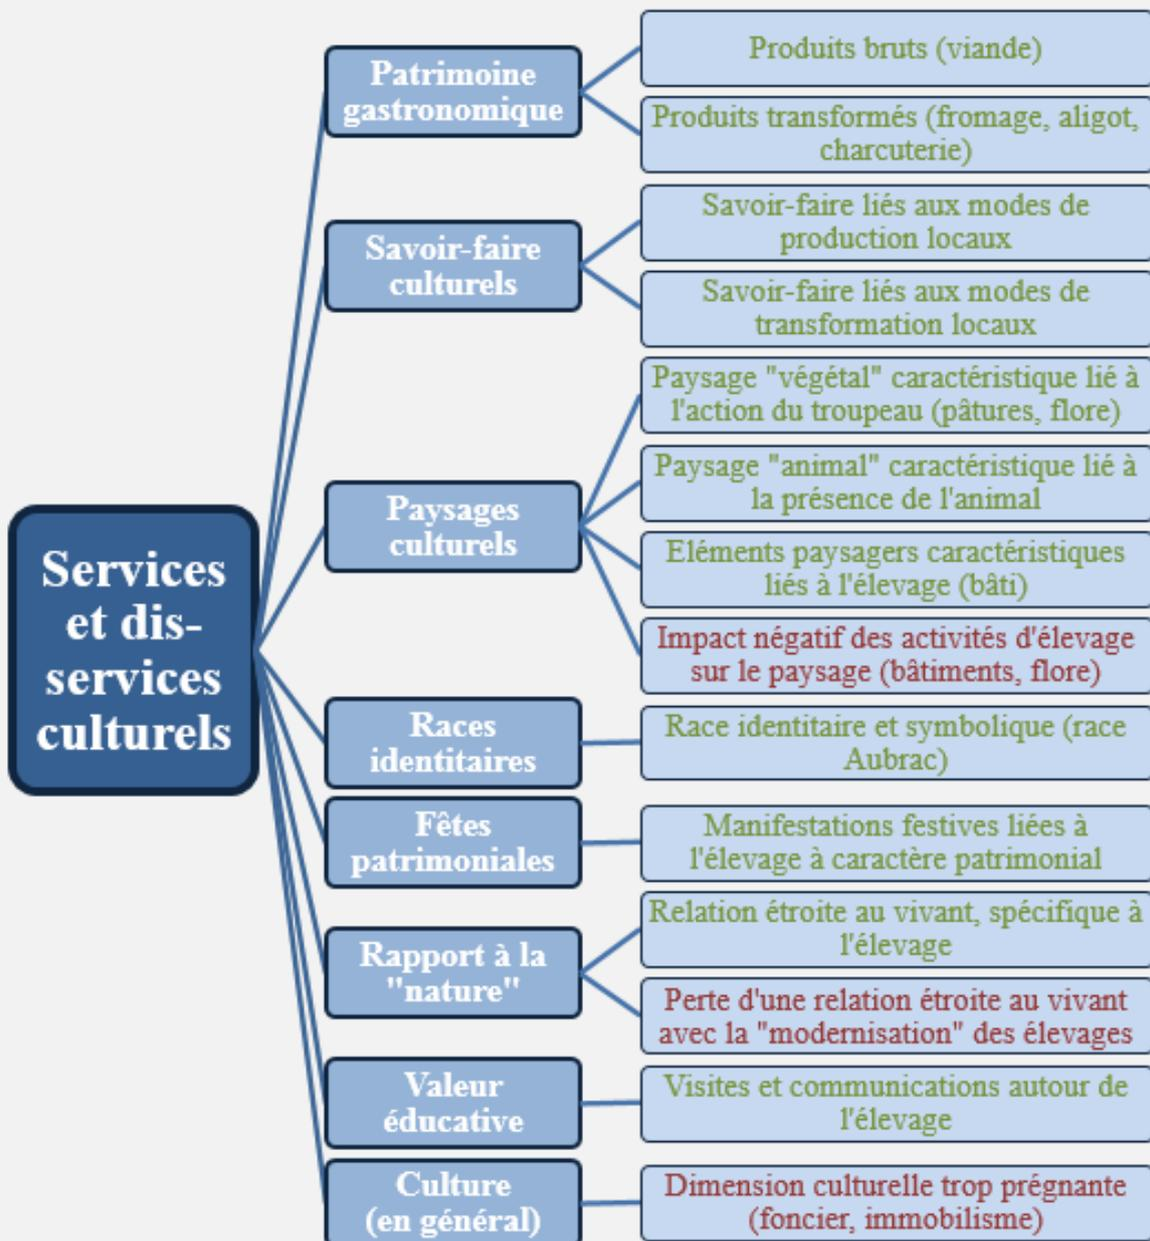 Services
et dis-
services
culturels
Patrimoine
gastronomique
Produits bruts (viande)
Produits transformés (fromage, aligot,
charcuterie)
Savoir-faire
culturels
Savoir-faire liés aux modes de
production locaux
Savoir-faire liés aux modes de
transformation locaux
Paysages
culturels
Paysage "végétal" caractéristique lié à
l'action du troupeau (pâtures, flore)
Paysage "animal" caractéristique lié à
la présence de l'animal
Eléments paysagers caractéristiques
liés à l'élevage (bâti)
Impact négatif des activités d'élevage
sur le paysage (bâtiments, flore)
Races
identitaires
Race identitaire et symbolique (race
Aubrac)
Fêtes
patrimoniales
Manifestations festives liées à
l'élevage à caractère patrimonial
Rapport à la
"nature"
Relation étroite au vivant, spécifique à
l'élevage
Perte d'une relation étroite au vivant
avec la "modernisation" des élevages
Valeur
éducative
Visites et communications autour de
l'élevage
Culture
(en général)
Dimension culturelle trop prégnante
(foncier, immobilisme)